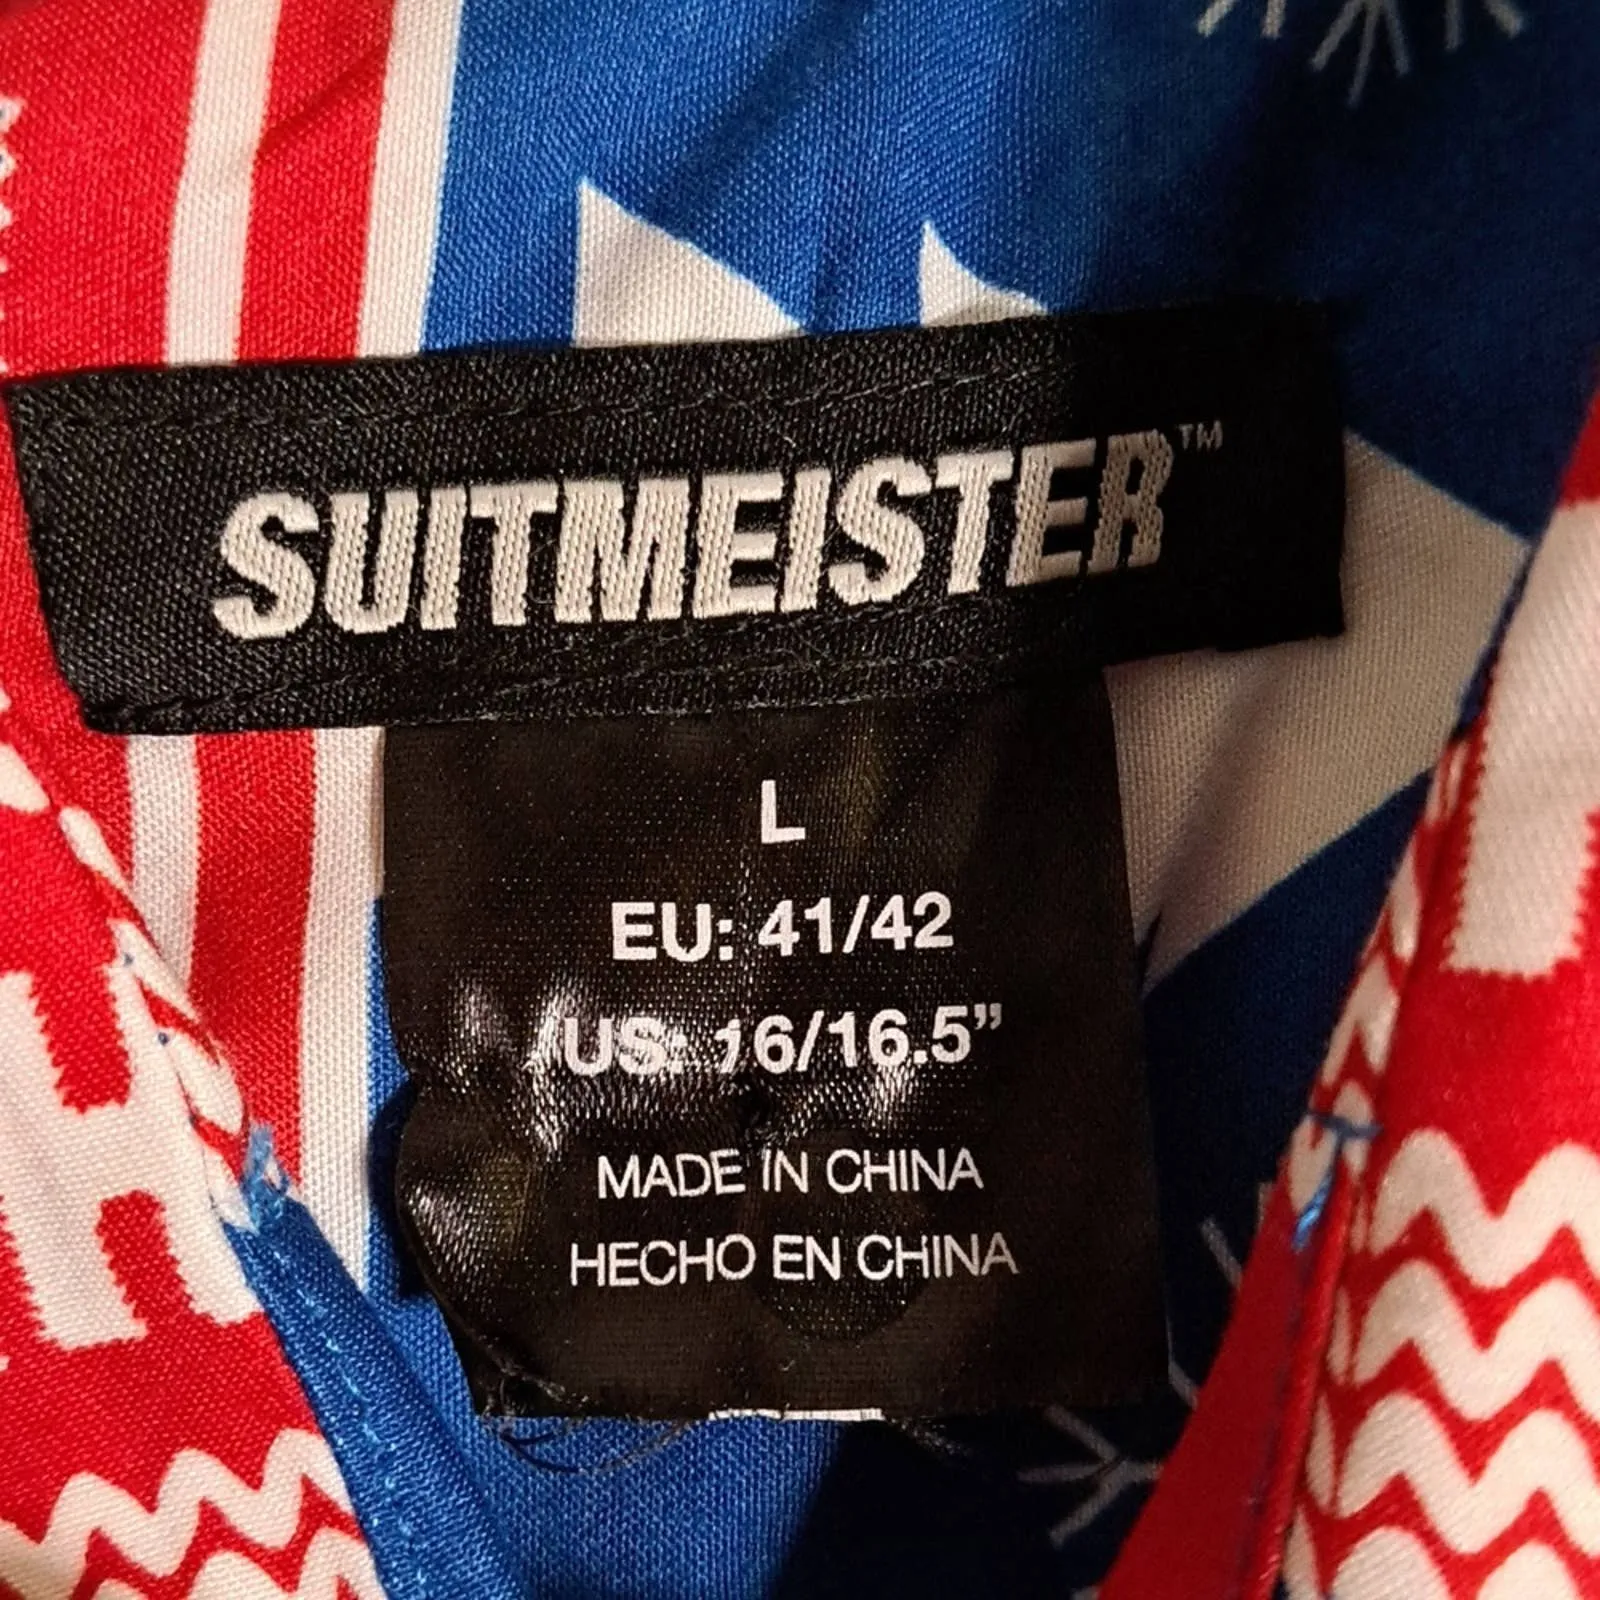 SUITMEISTER™
L
EU: 41/42
US: 16/16.5”
MADE IN CHINA
HECHO EN CHINA